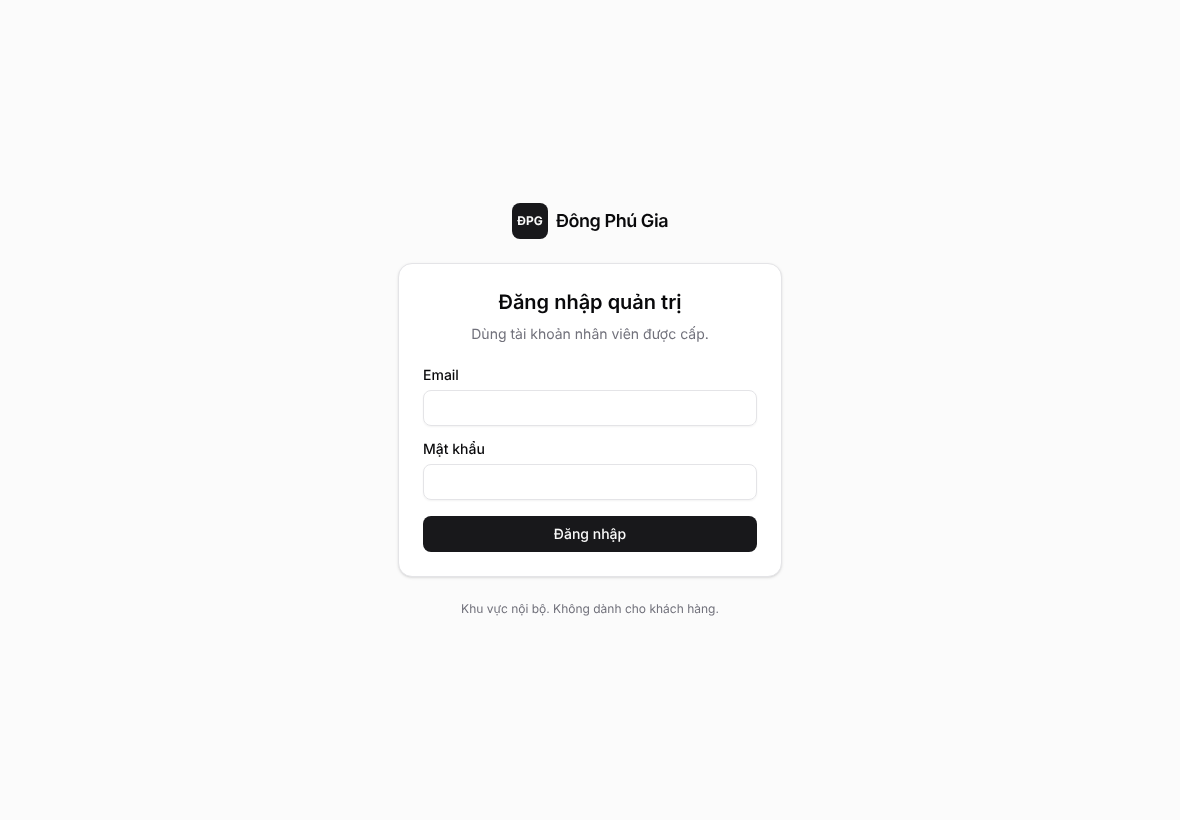 ĐPG Đông Phú Gia
Đăng nhập quản trị
Dùng tài khoản nhân viên được cấp.
Email
Mật khẩu
Đăng nhập
Khu vực nội bộ. Không dành cho khách hàng.